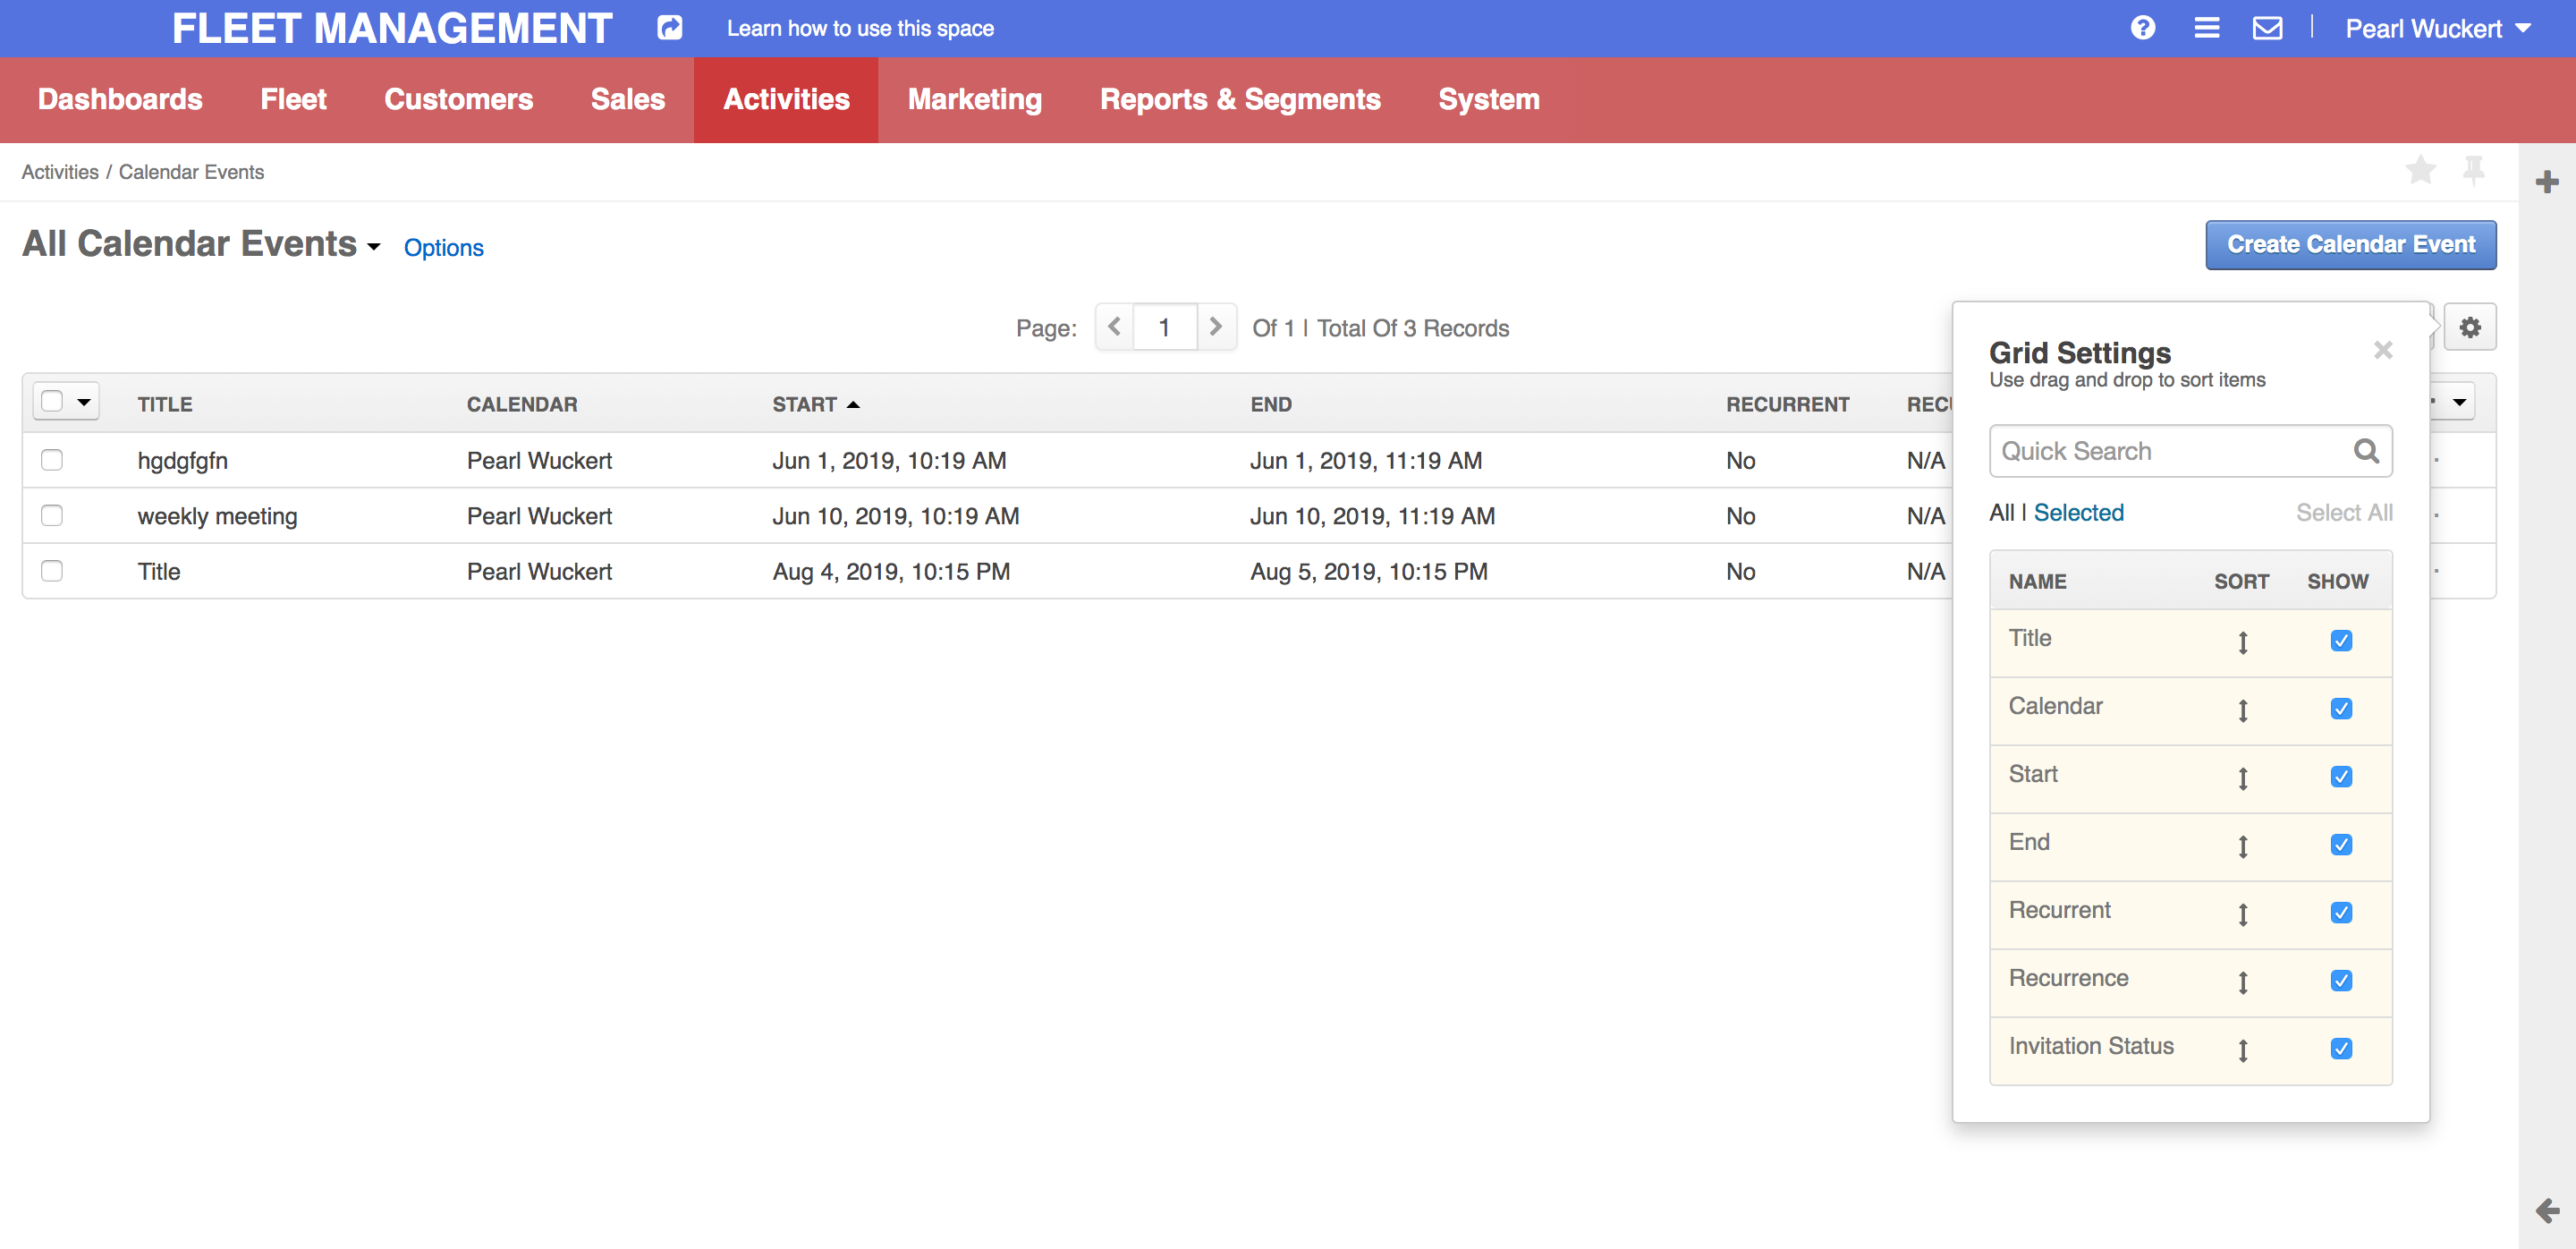 FLEET MANAGEMENT Learn how to use this space Pearl Wuckert
Dashboards Fleet Customers Sales Activities Marketing Reports & Segments System
Activities / Calendar Events
All Calendar Events Options Create Calendar Event
Page: 1 Of 1 | Total Of 3 Records
TITLE CALENDAR START END RECURRENT
hgdgfgfn Pearl Wuckert Jun 1, 2019, 10:19 AM Jun 1, 2019, 11:19 AM No N/A
weekly meeting Pearl Wuckert Jun 10, 2019, 10:19 AM Jun 10, 2019, 11:19 AM No N/A
Title Pearl Wuckert Aug 4, 2019, 10:15 PM Aug 5, 2019, 10:15 PM No N/A
Grid Settings
Use drag and drop to sort items
Quick Search
All | Selected Select All
NAME SORT SHOW
Title
Calendar
Start
End
Recurrent
Recurrence
Invitation Status